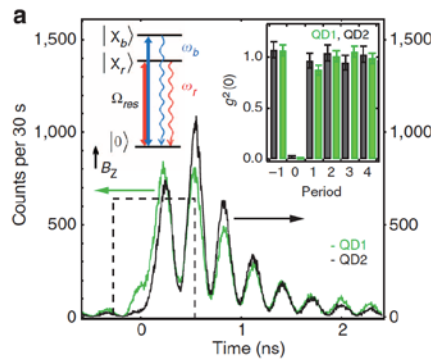 a
1,500
1,000
500
0
Counts per 30 s
|X_b⟩
|X_r⟩
|0⟩
Ω_res
ω_b
ω_r
B_Z
QD1, QD2
g²(0)
1.0
0.0
−1 0 1 2 3 4
Period
1,500
1,000
500
0
- QD1
- QD2
0 1 2
Time (ns)